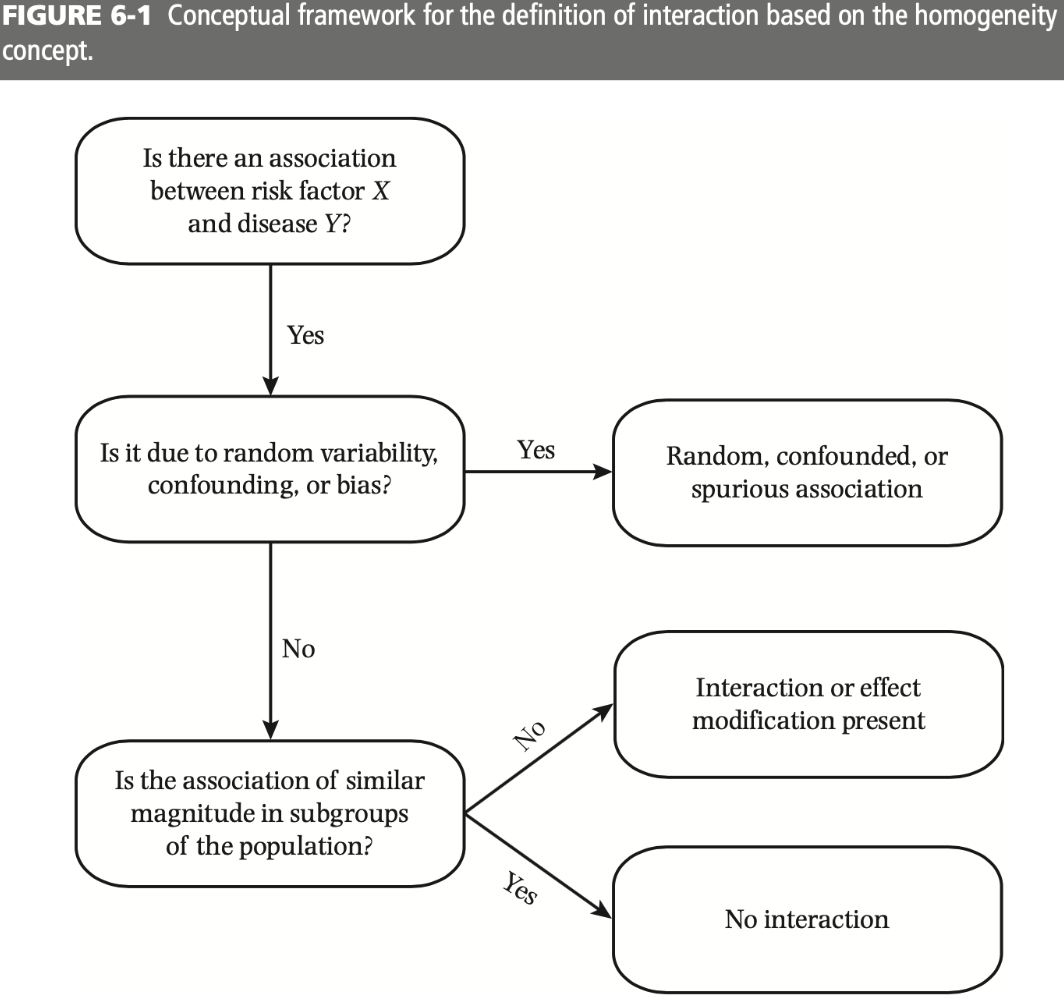 FIGURE 6-1 Conceptual framework for the definition of interaction based on the homogeneity
concept.
Is there an association
between risk factor X
and disease Y?
Yes
Is it due to random variability,
confounding, or bias?
Yes
Random, confounded, or
spurious association
No
Is the association of similar
magnitude in subgroups
of the population?
No
Interaction or effect
modification present
Yes
No interaction